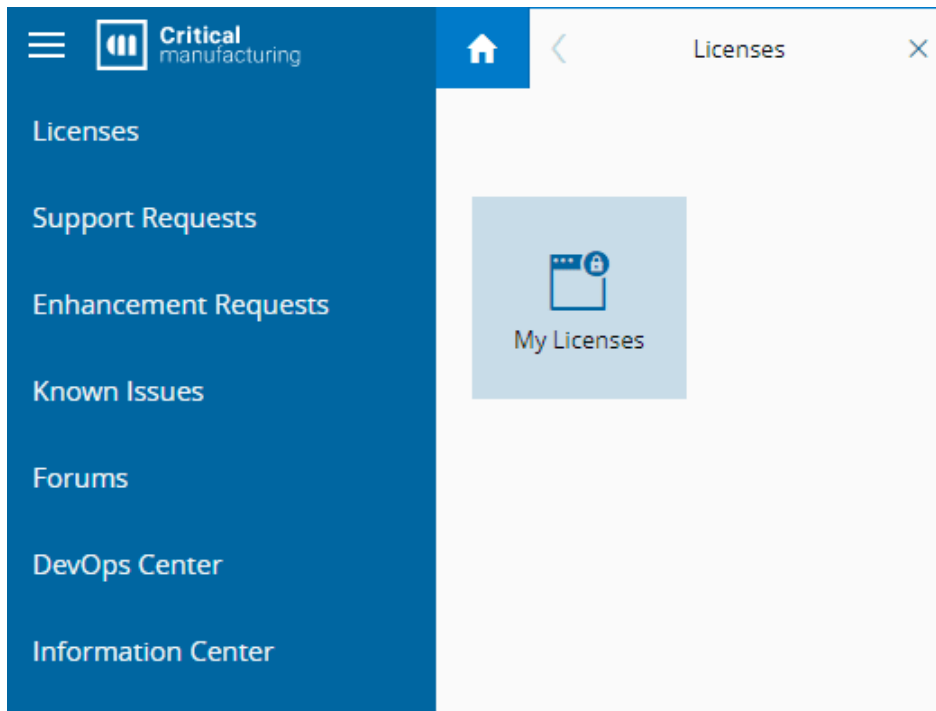 Critical
manufacturing
Licenses
Licenses
Support Requests
Enhancement Requests
Known Issues
Forums
DevOps Center
Information Center
My Licenses